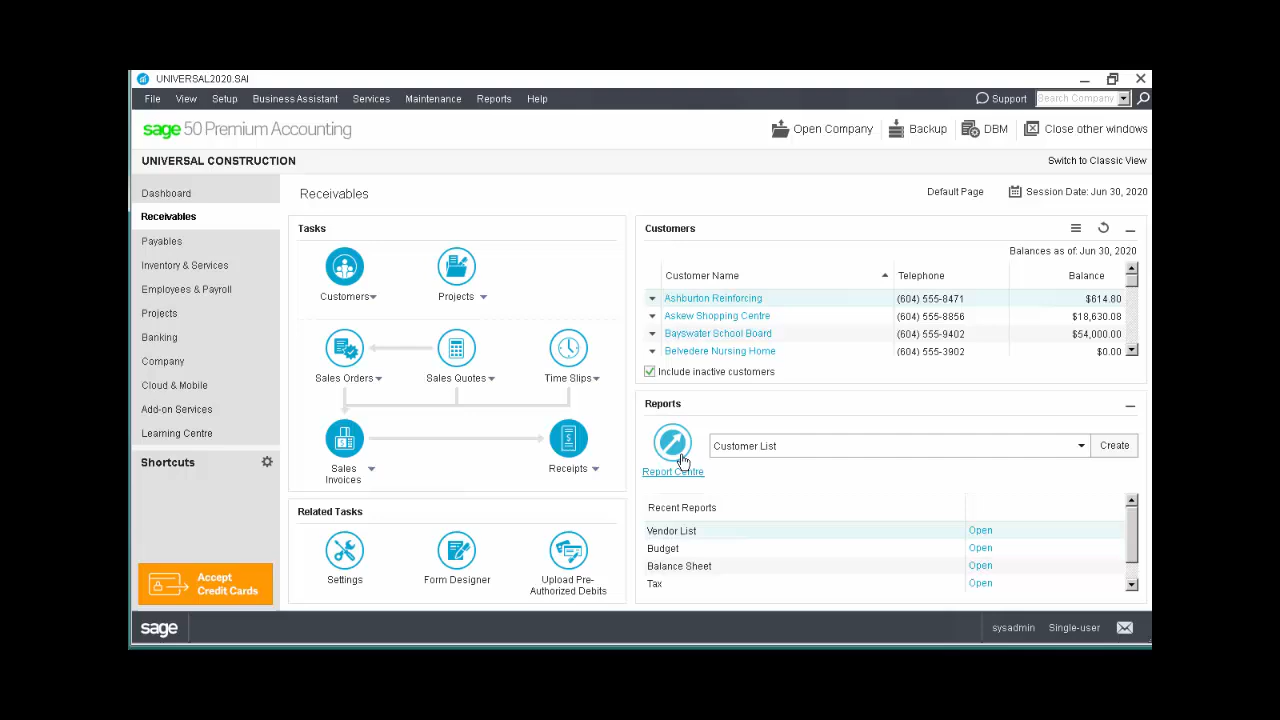 UNIVERSAL2020.SAI
File View Setup Business Assistant Services Maintenance Reports Help
Support Search Company
sage 50 Premium Accounting
Open Company Backup DBM Close other windows
UNIVERSAL CONSTRUCTION
Switch to Classic View
Dashboard
Receivables
Payables
Inventory & Services
Employees & Payroll
Projects
Banking
Company
Cloud & Mobile
Add-on Services
Learning Centre
Shortcuts
Accept
Credit Cards
Receivables
Default Page
Session Date: Jun 30, 2020
Tasks
Customers
Projects
Sales Orders
Sales Quotes
Time Slips
Sales
Invoices
Receipts
Related Tasks
Settings
Form Designer
Upload Pre-
Authorized Debits
Customers
Balances as of: Jun 30, 2020
Customer Name Telephone Balance
Ashburton Reinforcing (604) 555-8471 $614.80
Askew Shopping Centre (604) 555-8856 $18,630.08
Bayswater School Board (604) 555-9402 $54,000.00
Belvedere Nursing Home (604) 555-3902 $0.00
Include inactive customers
Reports
Report Centre
Customer List
Create
Recent Reports
Vendor List Open
Budget Open
Balance Sheet Open
Tax Open
sage
sysadmin Single-user